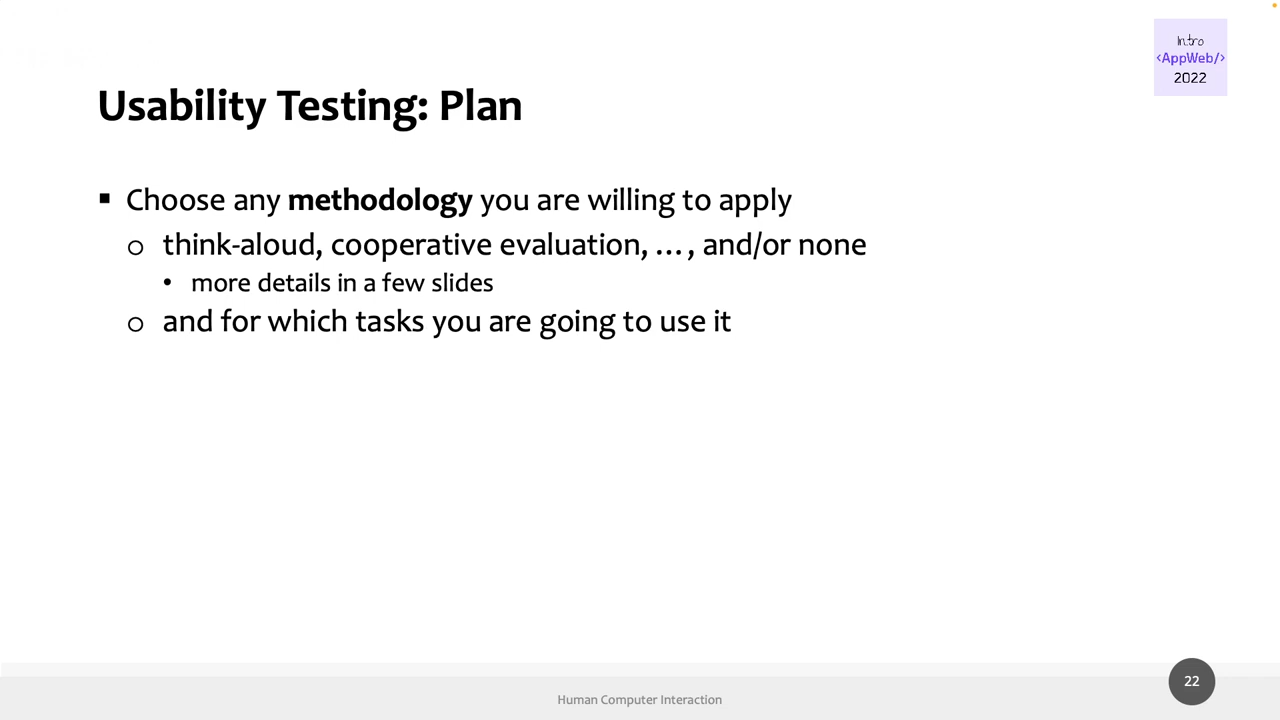 Intro
<AppWeb/>
2022
Usability Testing: Plan
▪ Choose any methodology you are willing to apply
o think-aloud, cooperative evaluation, …, and/or none
• more details in a few slides
o and for which tasks you are going to use it
22
Human Computer Interaction